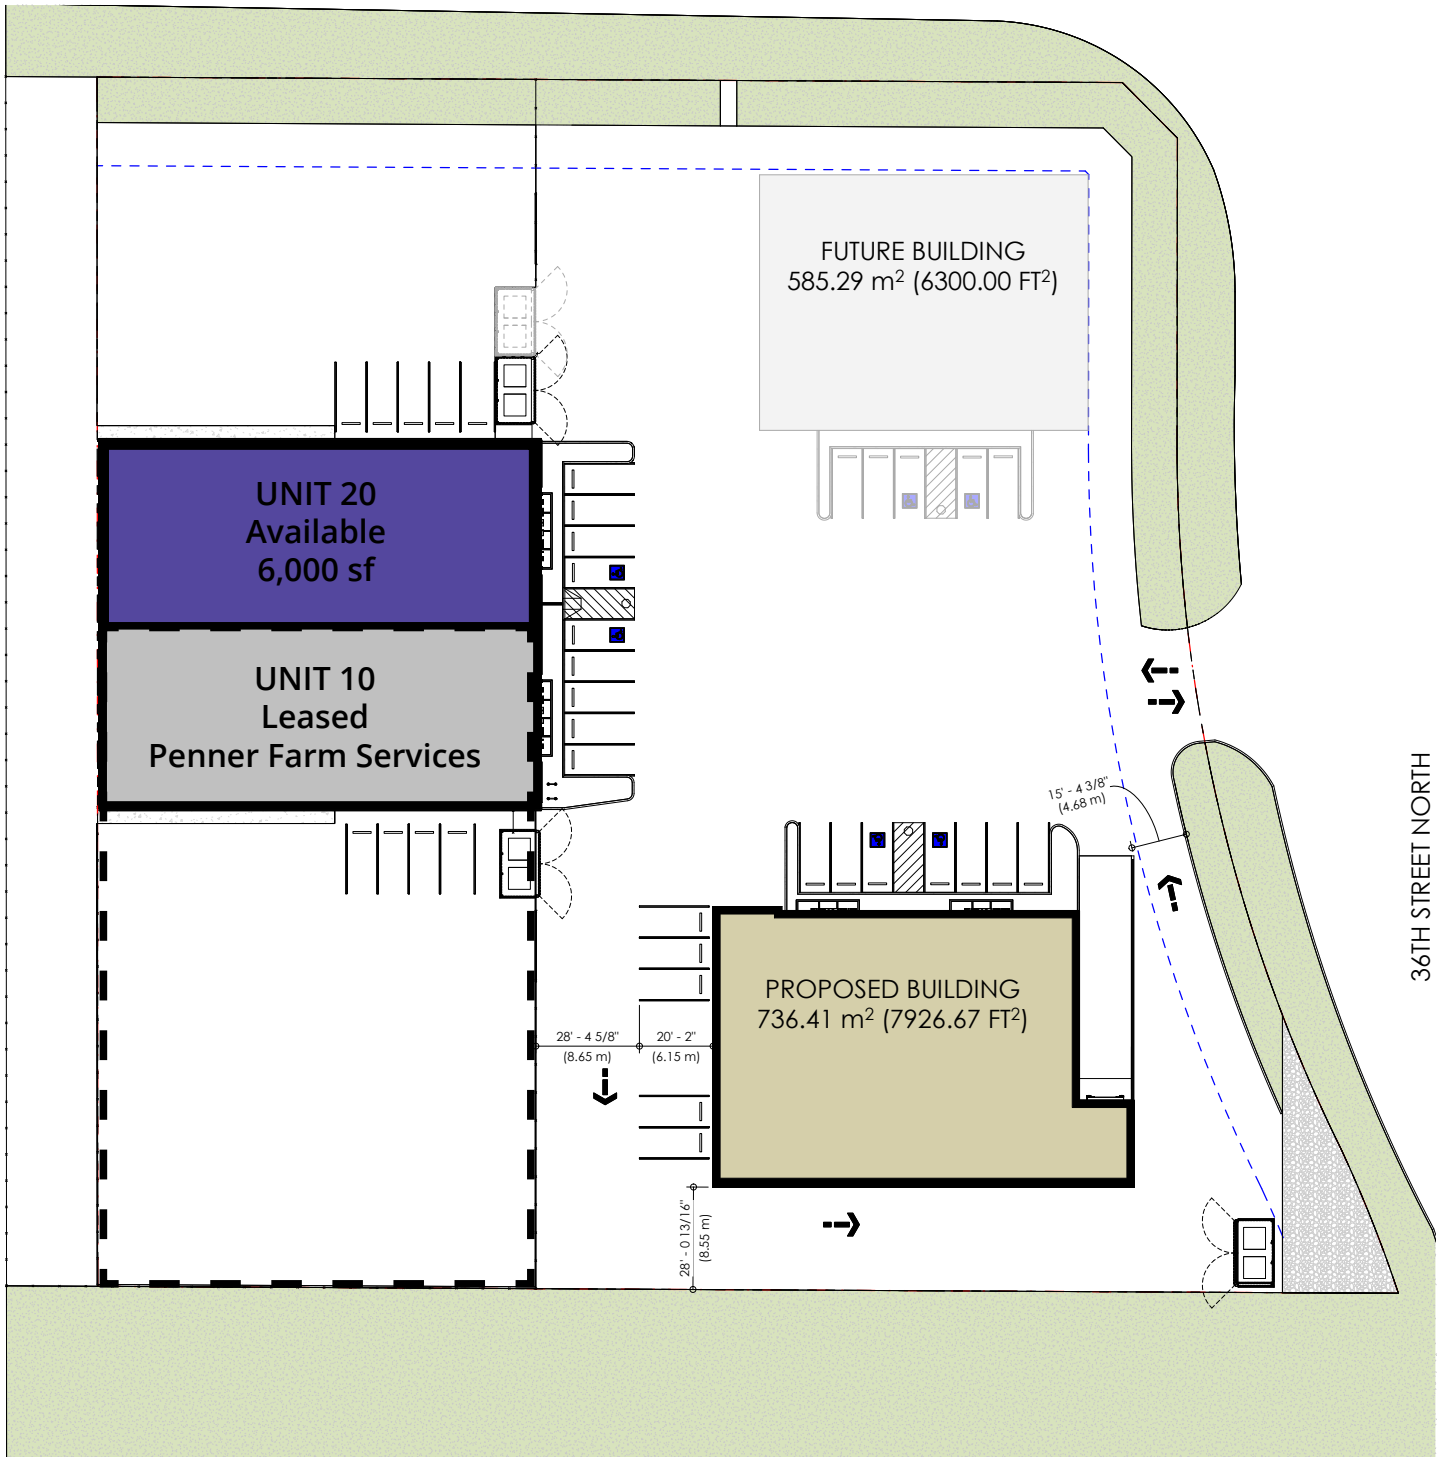 FUTURE BUILDING
585.29 m² (6300.00 FT²)
UNIT 20
Available
6,000 sf
UNIT 10
Leased
Penner Farm Services
15' - 4 3/8"
(4.68 m)
36TH STREET NORTH
PROPOSED BUILDING
736.41 m² (7926.67 FT²)
28' - 4 5/8"
(8.65 m)
20' - 2"
(6.15 m)
28' - 0 13/16"
(8.55 m)